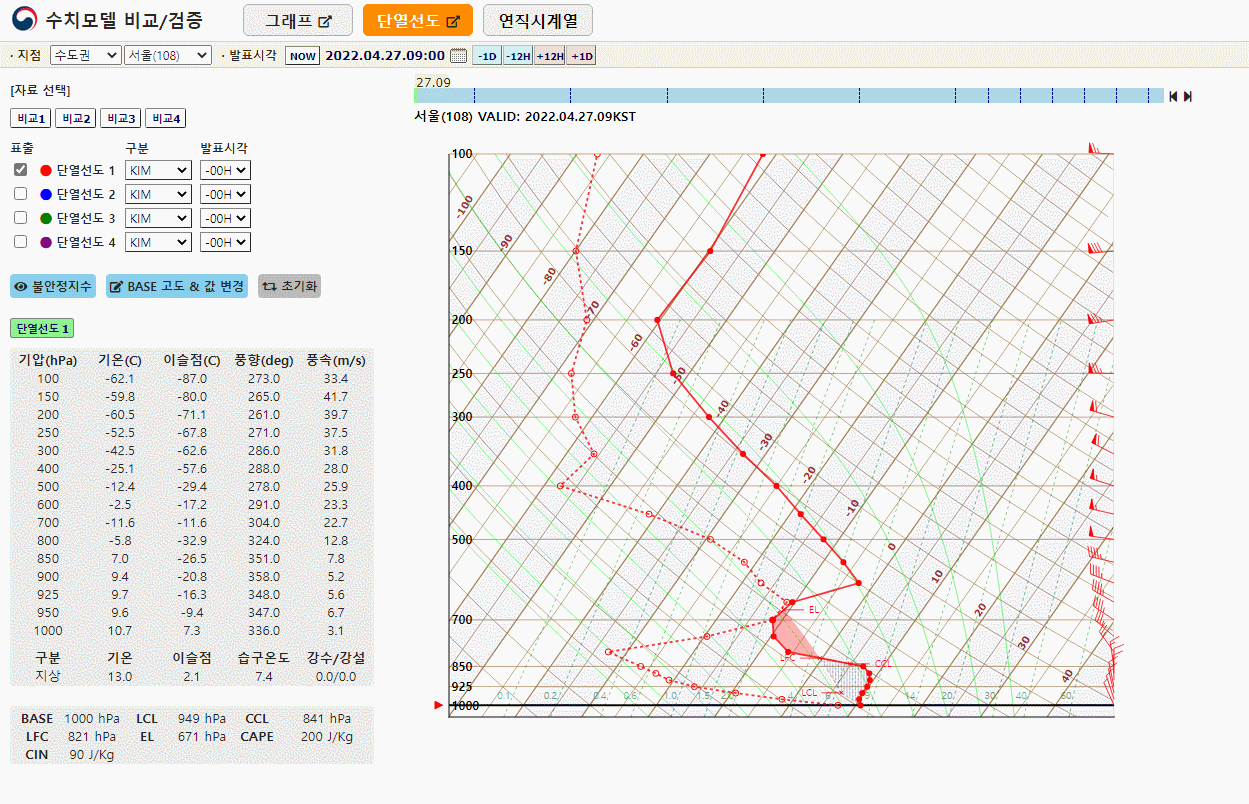 수치모델 비교/검증 그래프 단열선도 연직시계열
· 지점 수도권 서울(108) · 발표시각 NOW 2022.04.27.09:00 -1D -12H +12H +1D
[자료 선택]
비교1 비교2 비교3 비교4
표출 구분 발표시각
단열선도 1 KIM -00H
단열선도 2 KIM -00H
단열선도 3 KIM -00H
단열선도 4 KIM -00H
불안정지수 BASE 고도 & 값 변경 초기화
단열선도 1
기압(hPa) 기온(C) 이슬점(C) 풍향(deg) 풍속(m/s)
100 -62.1 -87.0 273.0 33.4
150 -59.8 -80.0 265.0 41.7
200 -60.5 -71.1 261.0 39.7
250 -52.5 -67.8 271.0 37.5
300 -42.5 -62.6 286.0 31.8
400 -25.1 -57.6 288.0 28.0
500 -12.4 -29.4 278.0 25.9
600 -2.5 -17.2 291.0 23.3
700 -11.6 -11.6 304.0 22.7
800 -5.8 -32.9 324.0 12.8
850 7.0 -26.5 351.0 7.8
900 9.4 -20.8 358.0 5.2
925 9.7 -16.3 348.0 5.6
950 9.6 -9.4 347.0 6.7
1000 10.7 7.3 336.0 3.1
구분 기온 이슬점 습구온도 강수/강설
지상 13.0 2.1 7.4 0.0/0.0
BASE 1000 hPa LCL 949 hPa CCL 841 hPa
LFC 821 hPa EL 671 hPa CAPE 200 J/Kg
CIN 90 J/Kg
27.09
서울(108) VALID: 2022.04.27.09KST
100
150
200
250
300
400
500
700
850
925
1000
-100
-90
-80
-70
-60
-50
-40
-30
-20
-10
0
10
20
30
40
EL
LFC
CCL
LCL
0.1 0.2 0.4 0.6 1.0 1.5 4 14 20 30 40 60